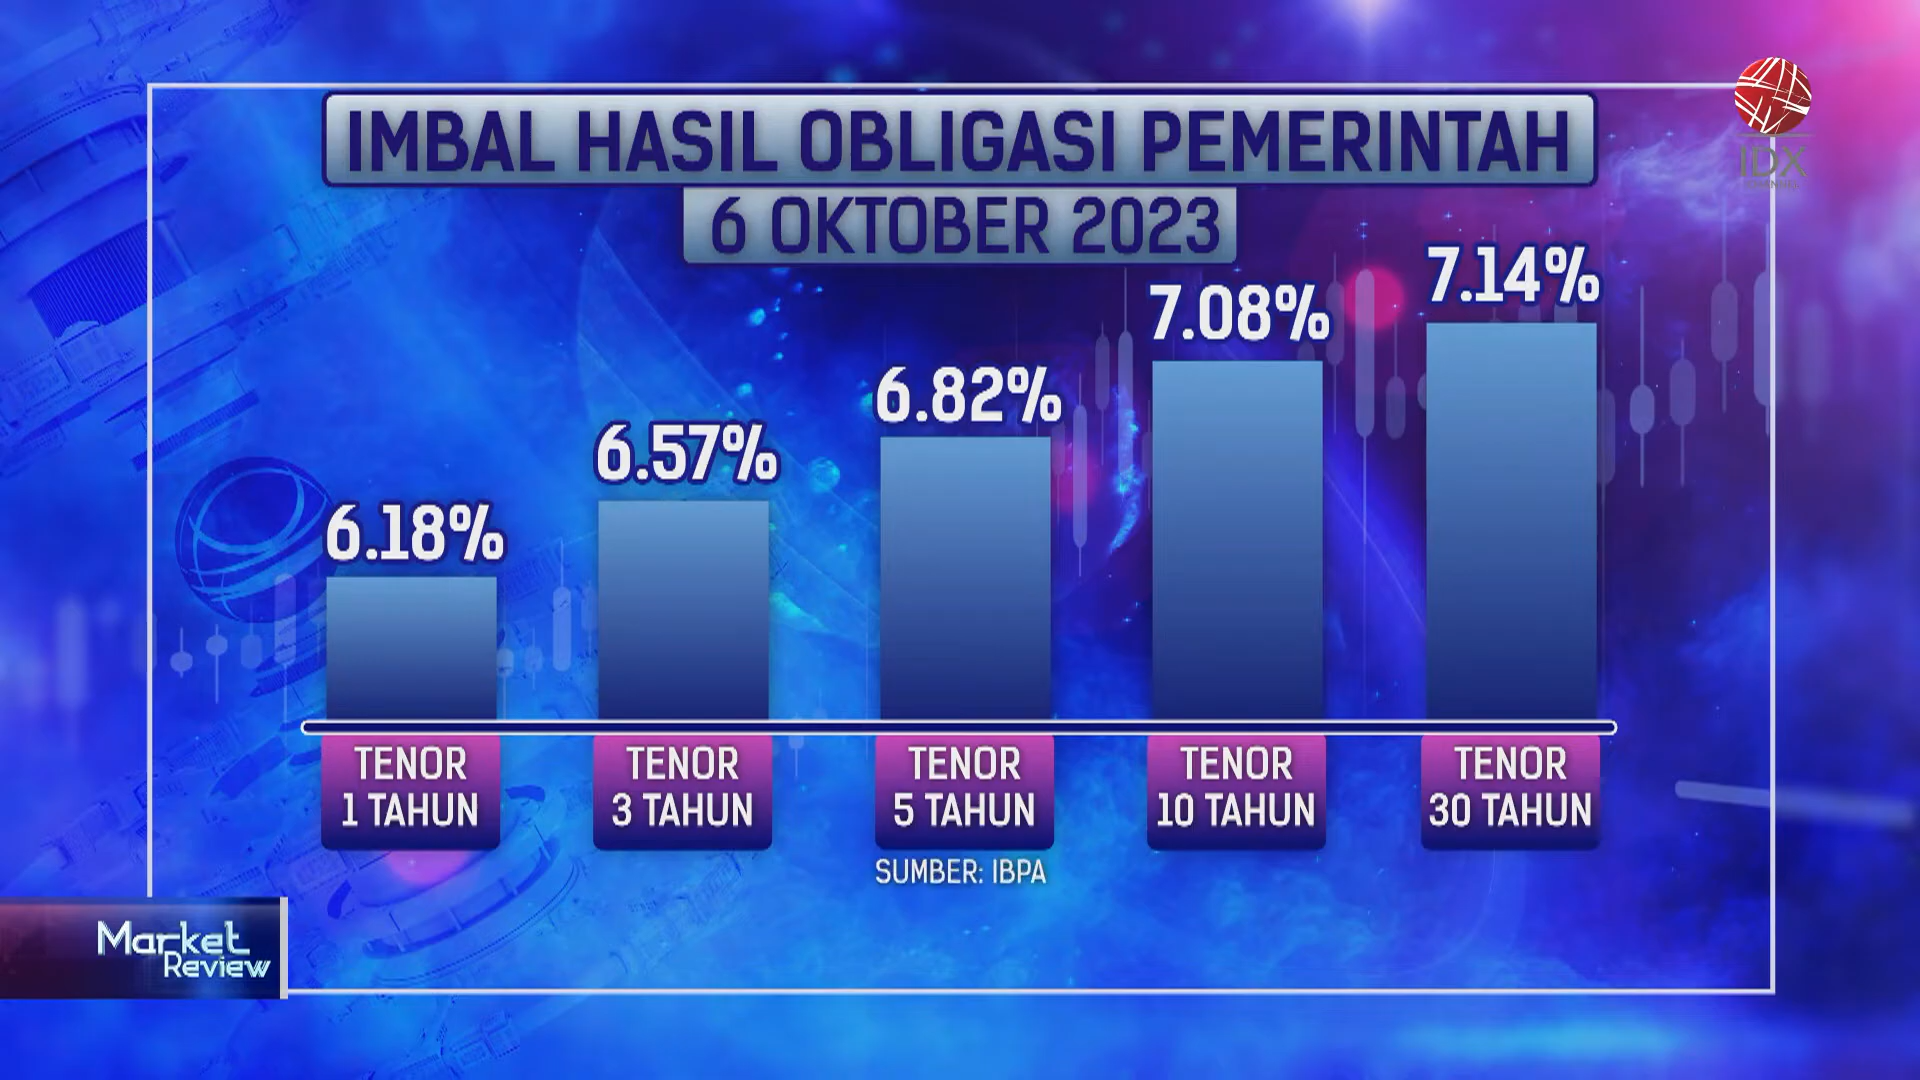 IMBAL HASIL OBLIGASI PEMERINTAH
6 OKTOBER 2023
IDX
6.18%
6.57%
6.82%
7.08%
7.14%
TENOR
1 TAHUN
TENOR
3 TAHUN
TENOR
5 TAHUN
TENOR
10 TAHUN
TENOR
30 TAHUN
SUMBER: IBPA
Market
Review